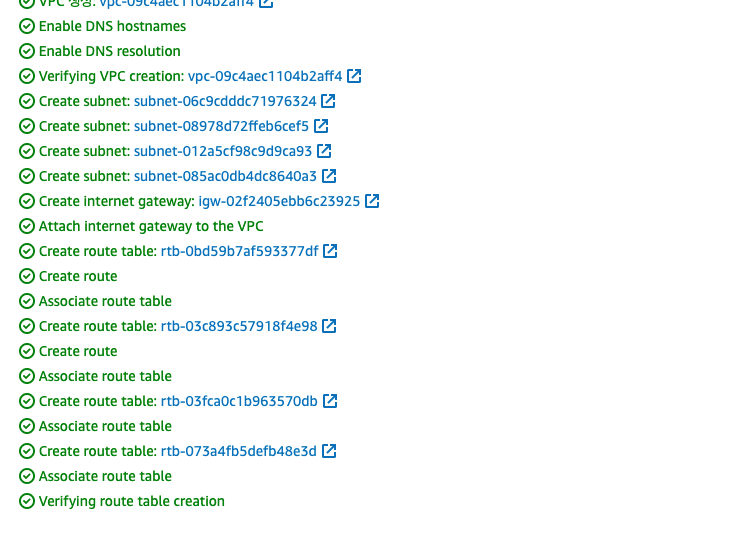 VPC 생성: vpc-09c4aec1104b2aff4
Enable DNS hostnames
Enable DNS resolution
Verifying VPC creation: vpc-09c4aec1104b2aff4
Create subnet: subnet-06c9cdddc71976324
Create subnet: subnet-08978d72ffeb6cef5
Create subnet: subnet-012a5cf98c9d9ca93
Create subnet: subnet-085ac0db4dc8640a3
Create internet gateway: igw-02f2405ebb6c23925
Attach internet gateway to the VPC
Create route table: rtb-0bd59b7af593377df
Create route
Associate route table
Create route table: rtb-03c893c57918f4e98
Create route
Associate route table
Create route table: rtb-03fca0c1b963570db
Associate route table
Create route table: rtb-073a4fb5defb48e3d
Associate route table
Verifying route table creation